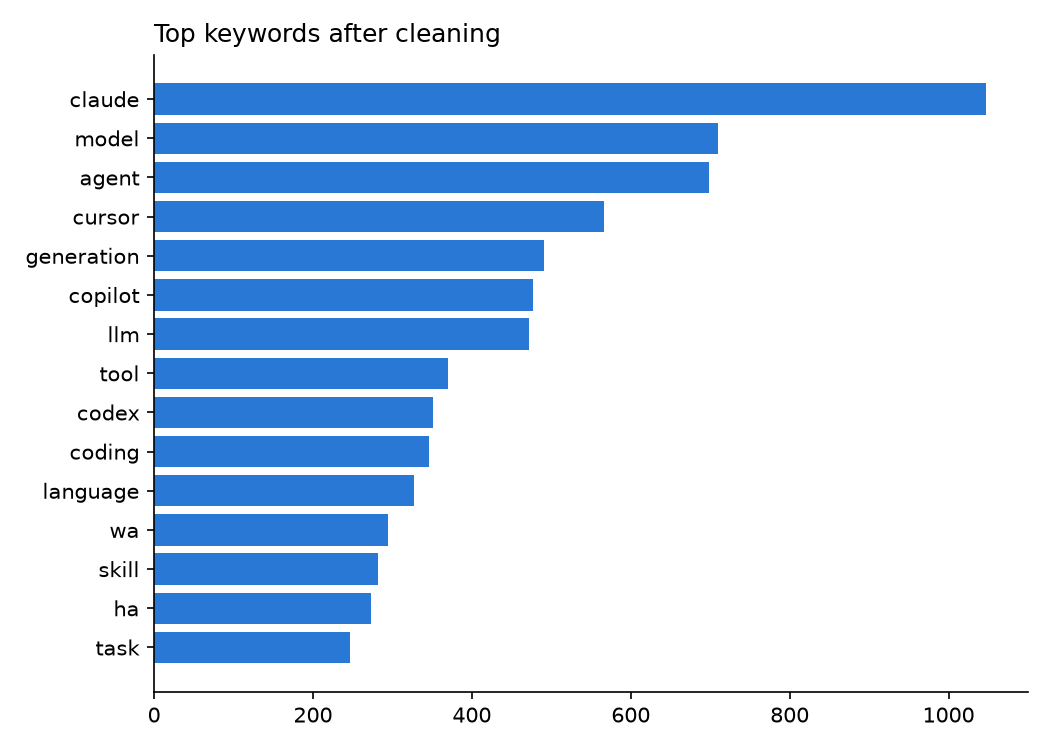 Top keywords after cleaning
claude
model
agent
cursor
generation
copilot
llm
tool
codex
coding
language
wa
skill
ha
task
0 200 400 600 800 1000